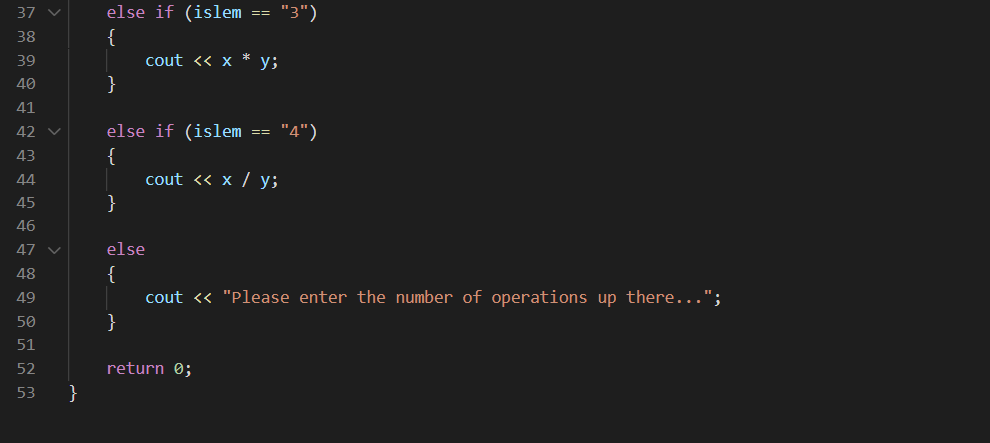 37 else if (islem == "3")
38 {
39 cout << x * y;
40 }
41
42 else if (islem == "4")
43 {
44 cout << x / y;
45 }
46
47 else
48 {
49 cout << "Please enter the number of operations up there...";
50 }
51
52 return 0;
53 }